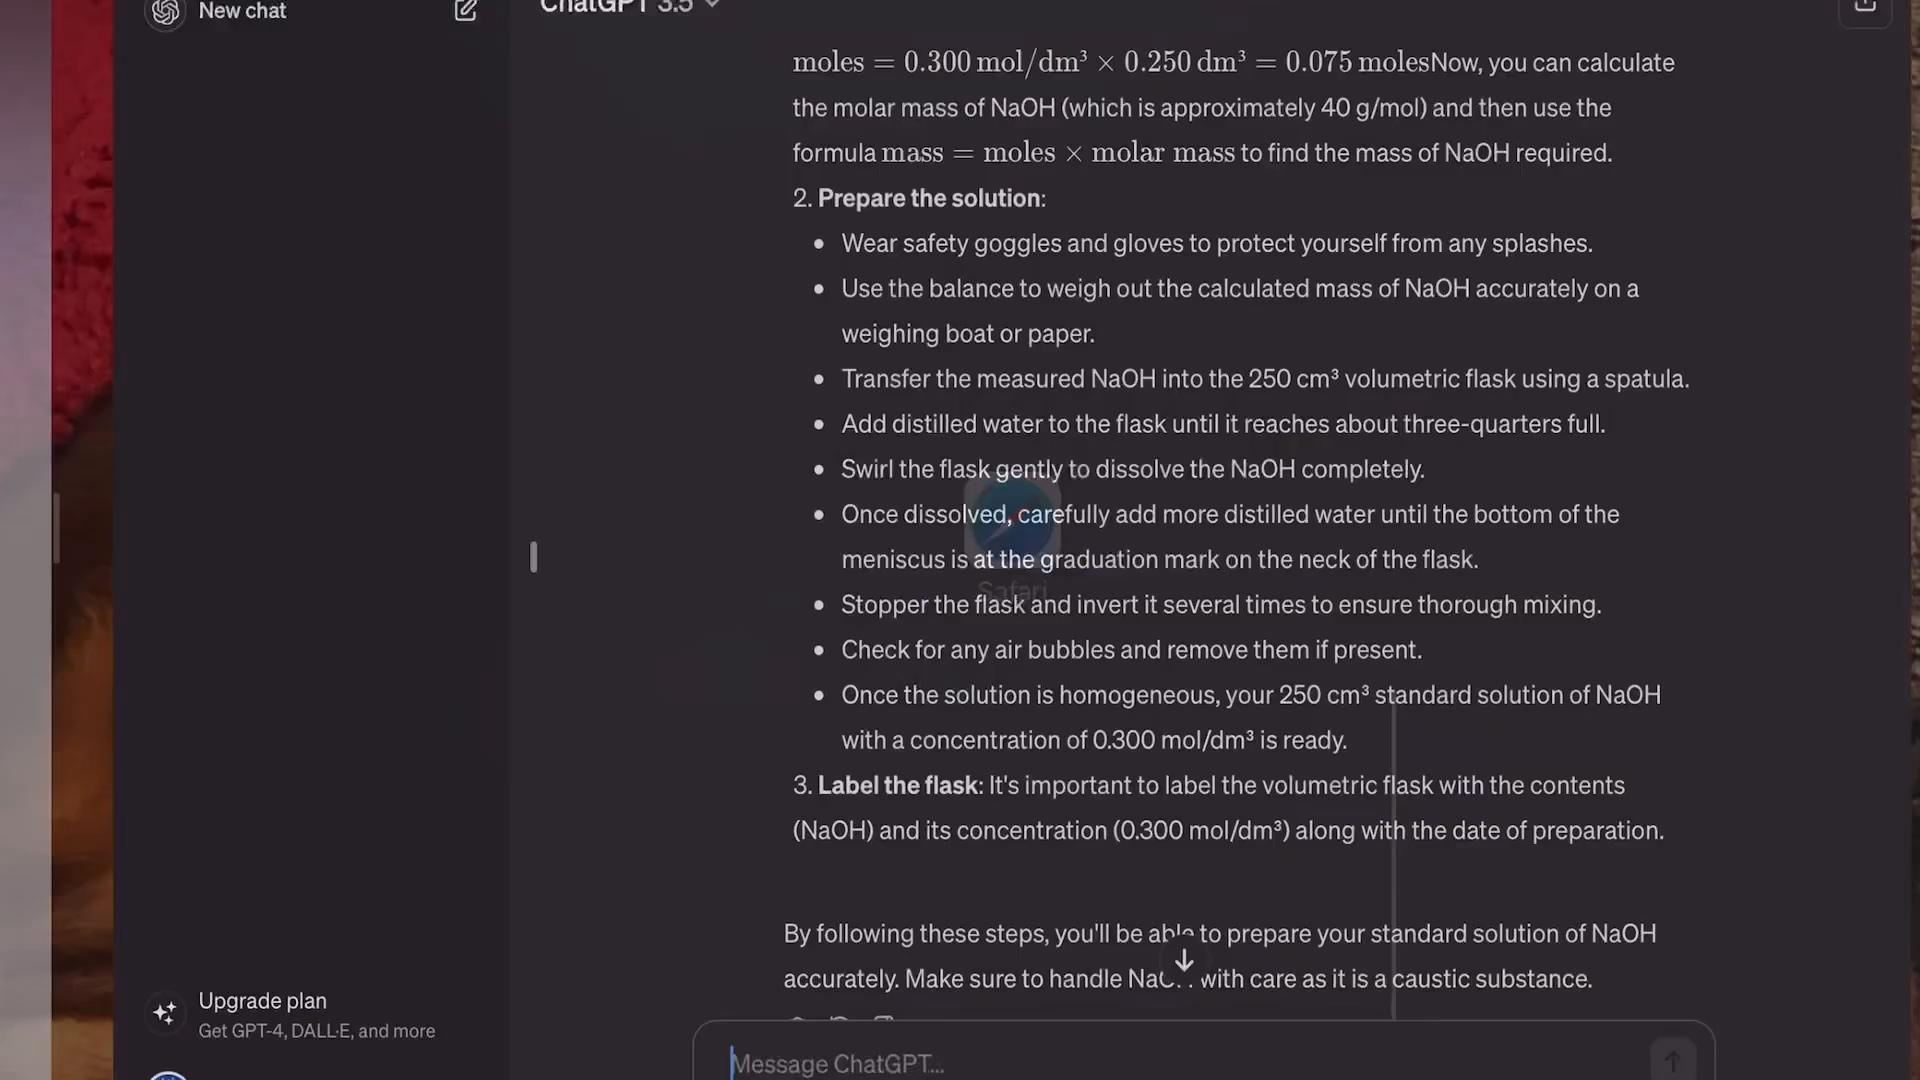 New chat
ChatGPT 3.5
moles = 0.300 mol/dm³ × 0.250 dm³ = 0.075 molesNow, you can calculate
the molar mass of NaOH (which is approximately 40 g/mol) and then use the
formula mass = moles × molar mass to find the mass of NaOH required.
2. Prepare the solution:
• Wear safety goggles and gloves to protect yourself from any splashes.
• Use the balance to weigh out the calculated mass of NaOH accurately on a
weighing boat or paper.
• Transfer the measured NaOH into the 250 cm³ volumetric flask using a spatula.
• Add distilled water to the flask until it reaches about three-quarters full.
• Swirl the flask gently to dissolve the NaOH completely.
• Once dissolved, carefully add more distilled water until the bottom of the
meniscus is at the graduation mark on the neck of the flask.
Safari
• Stopper the flask and invert it several times to ensure thorough mixing.
• Check for any air bubbles and remove them if present.
• Once the solution is homogeneous, your 250 cm³ standard solution of NaOH
with a concentration of 0.300 mol/dm³ is ready.
3. Label the flask: It's important to label the volumetric flask with the contents
(NaOH) and its concentration (0.300 mol/dm³) along with the date of preparation.
By following these steps, you'll be able to prepare your standard solution of NaOH
accurately. Make sure to handle NaOH with care as it is a caustic substance.
Upgrade plan
Get GPT-4, DALL·E, and more
Message ChatGPT...